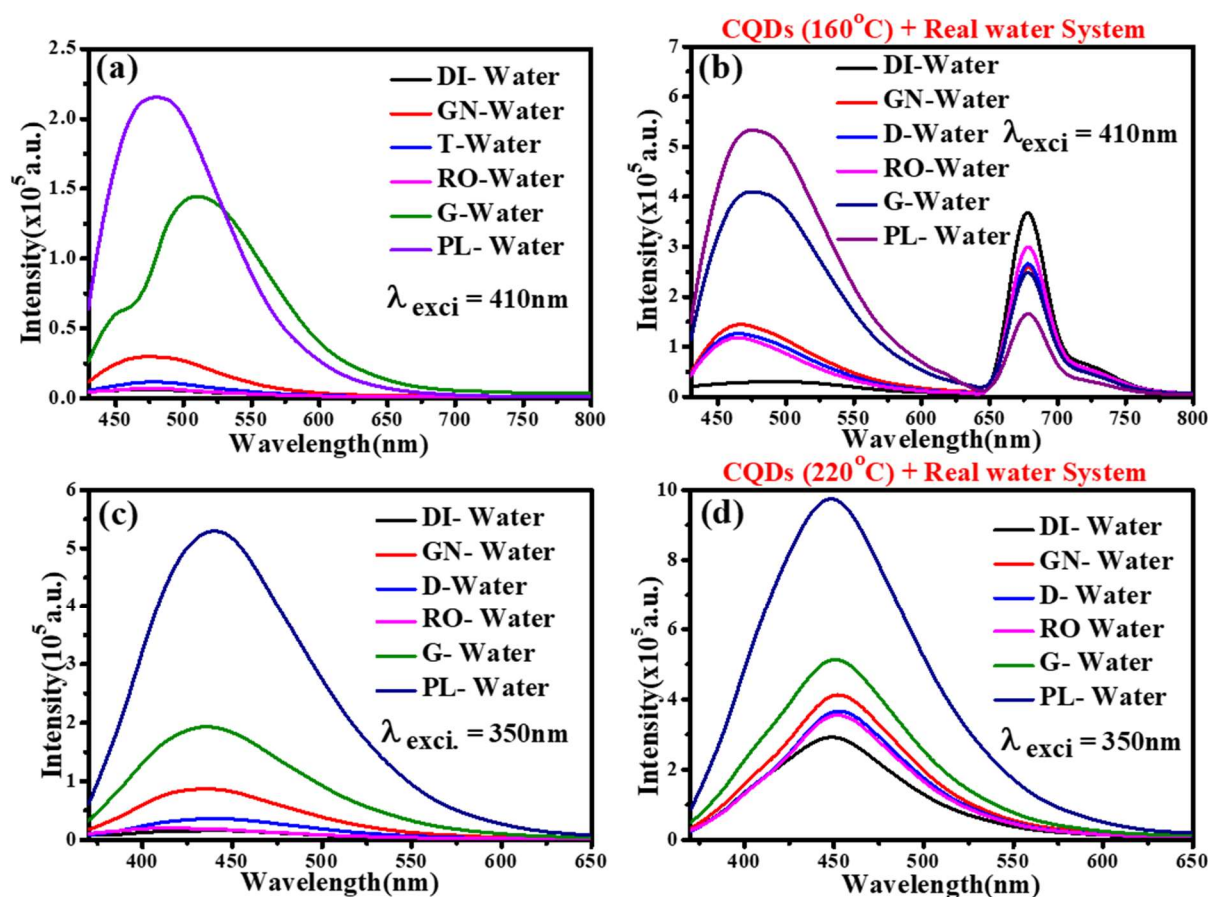 2.5
2.0
1.5
1.0
0.5
0.0
Intensity(x10⁵a.u.)
(a)
DI- Water
GN-Water
T-Water
RO-Water
G-Water
PL- Water
λ exci = 410nm
450 500 550 600 650 700 750 800
Wavelength(nm)
CQDs (160°C) + Real water System
7
6
5
4
3
2
1
0
Intensity(x10⁵a.u.)
(b)
DI-Water
GN-Water
D-Water λ exci = 410nm
RO-Water
G-Water
PL- Water
450 500 550 600 650 700 750 800
Wavelength(nm)
6
5
4
3
2
1
0
Intensity(10⁵a.u.)
(c)
DI- Water
GN- Water
D-Water
RO- Water
G- Water
PL- Water
λ exci. = 350nm
400 450 500 550 600 650
Wavelength(nm)
CQDs (220°C) + Real water System
10
8
6
4
2
0
Intensity(x10⁵a.u.)
(d)
DI- Water
GN- Water
D- Water
RO Water
G- Water
PL- Water
λ exci = 350nm
400 450 500 550 600 650
Wavelength(nm)